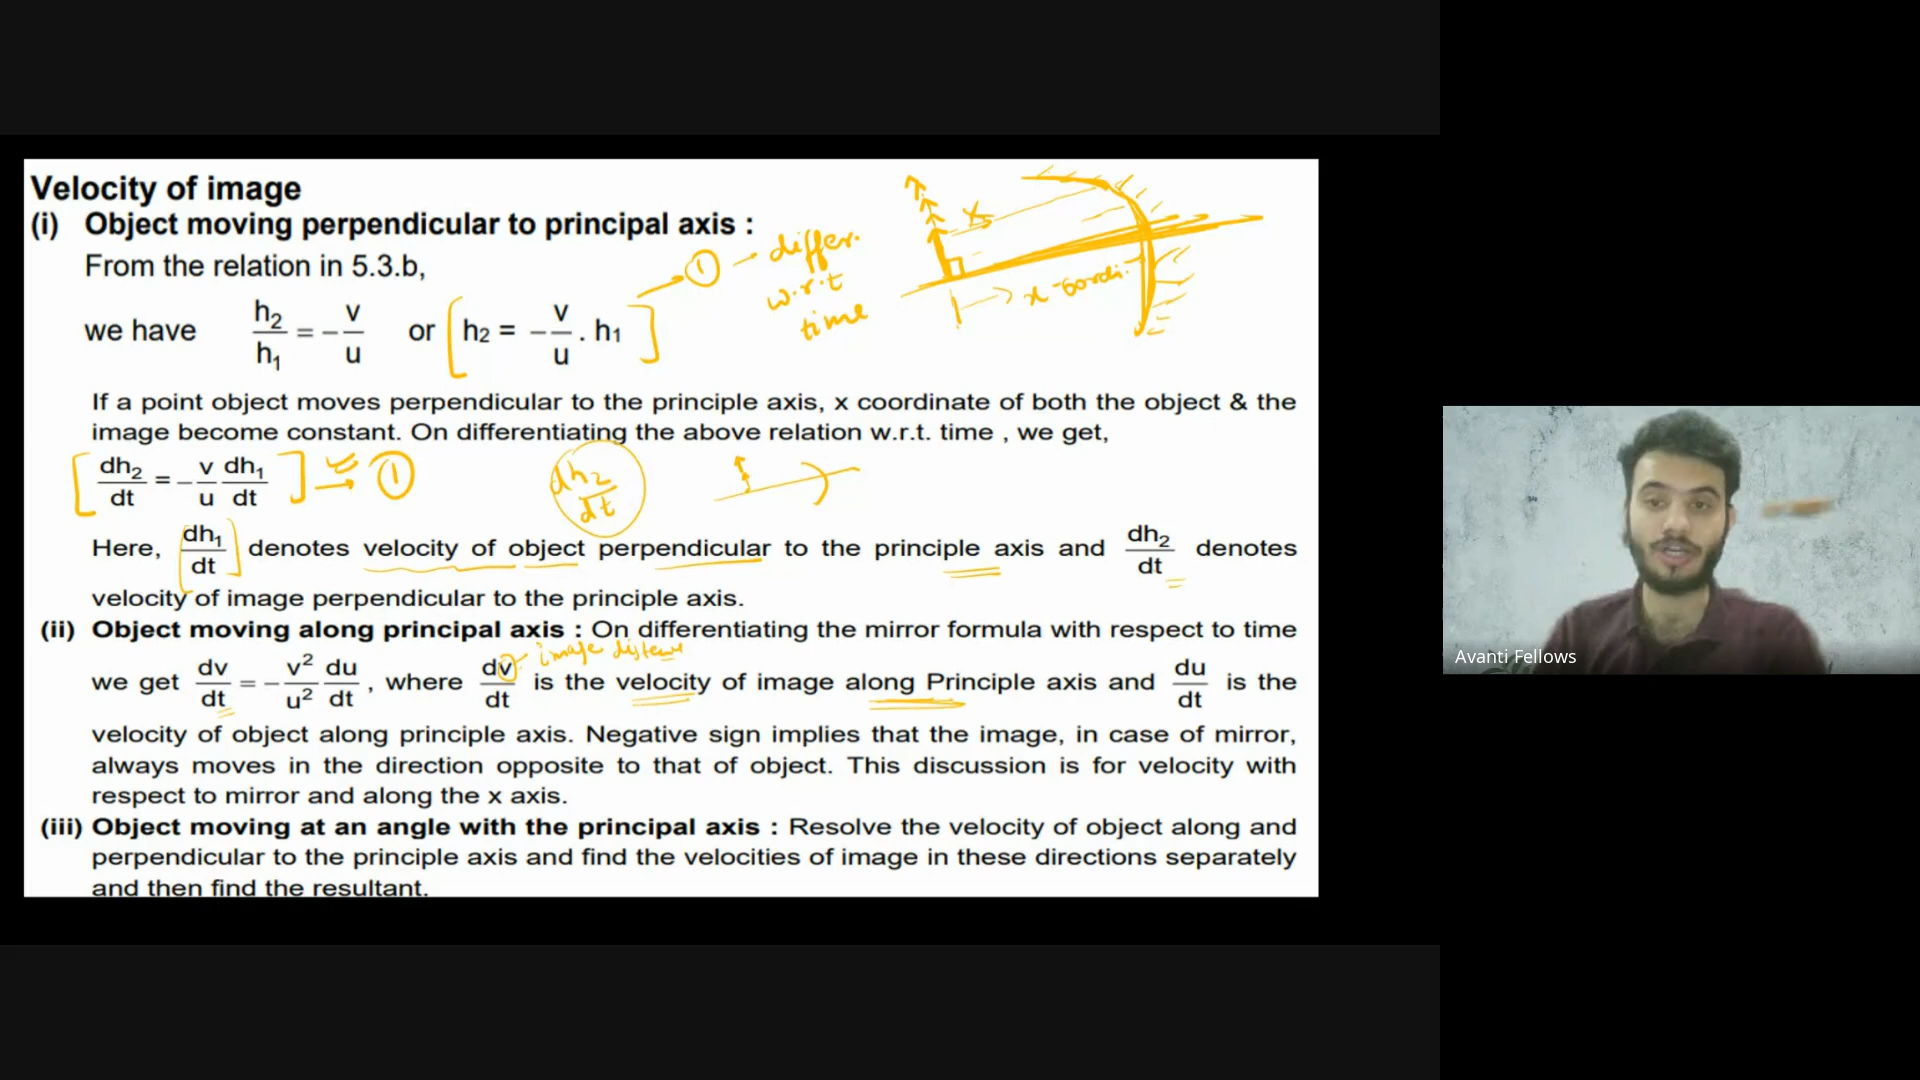 Velocity of image
(i) Object moving perpendicular to principal axis :
From the relation in 5.3.b,
we have h₂/h₁ = − v/u or h₂ = − v/u . h₁
① differ.
w.r.t
time
x-cordi.
If a point object moves perpendicular to the principle axis, x coordinate of both the object & the
image become constant. On differentiating the above relation w.r.t. time , we get,
dh₂/dt = − v/u dh₁/dt ①
dh₂/dt
Here, dh₁/dt denotes velocity of object perpendicular to the principle axis and dh₂/dt denotes
velocity of image perpendicular to the principle axis.
(ii) Object moving along principal axis : On differentiating the mirror formula with respect to time
image distance
we get dv/dt = − v²/u² du/dt , where dv/dt is the velocity of image along Principle axis and du/dt is the
velocity of object along principle axis. Negative sign implies that the image, in case of mirror,
always moves in the direction opposite to that of object. This discussion is for velocity with
respect to mirror and along the x axis.
(iii) Object moving at an angle with the principal axis : Resolve the velocity of object along and
perpendicular to the principle axis and find the velocities of image in these directions separately
and then find the resultant.
Avanti Fellows